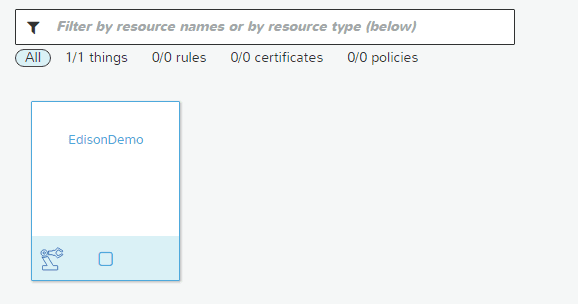 Filter by resource names or by resource type (below)
All 1/1 things 0/0 rules 0/0 certificates 0/0 policies
EdisonDemo